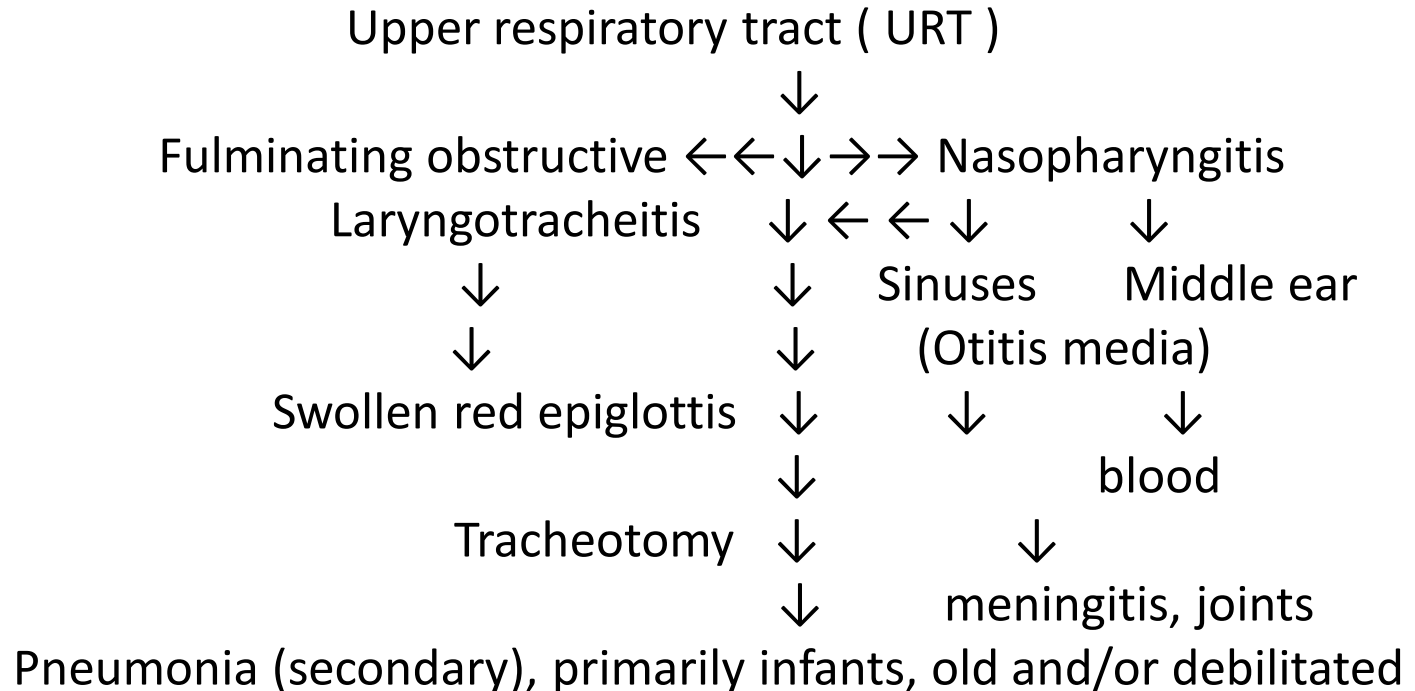 Upper respiratory tract ( URT )
↓
Fulminating obstructive ←←↓→→ Nasopharyngitis
Laryngotracheitis ↓ ← ← ↓ ↓
↓ ↓ Sinuses Middle ear
↓ ↓ (Otitis media)
Swollen red epiglottis ↓ ↓ ↓
↓ blood
Tracheotomy ↓ ↓
↓ meningitis, joints
Pneumonia (secondary), primarily infants, old and/or debilitated